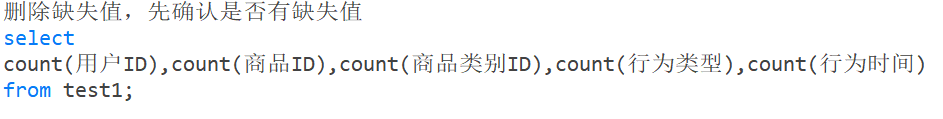 删除缺失值，先确认是否有缺失值
select
count(用户ID),count(商品ID),count(商品类别ID),count(行为类型),count(行为时间)
from test1;